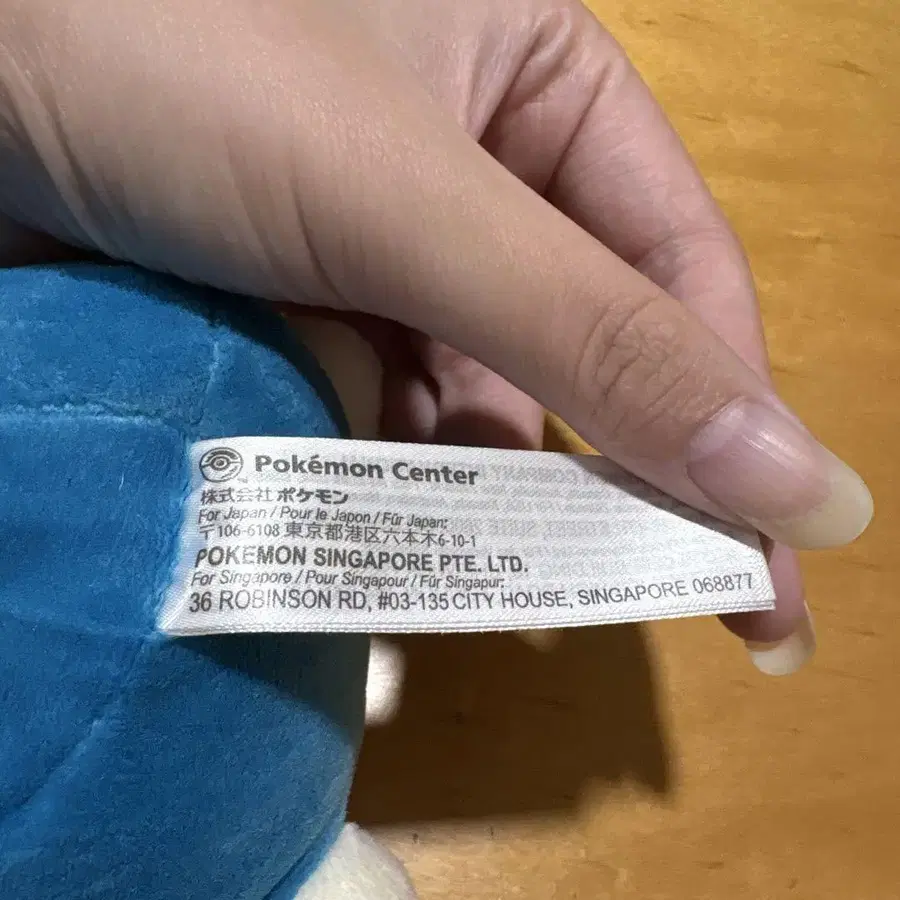 Pokémon Center
株式会社ポケモン
For Japan / Pour le Japon / Für Japan:
〒106-6108 東京都港区六本木6-10-1
POKEMON SINGAPORE PTE. LTD.
For Singapore / Pour Singapour / Für Singapur:
36 ROBINSON RD, #03-135 CITY HOUSE, SINGAPORE 068877